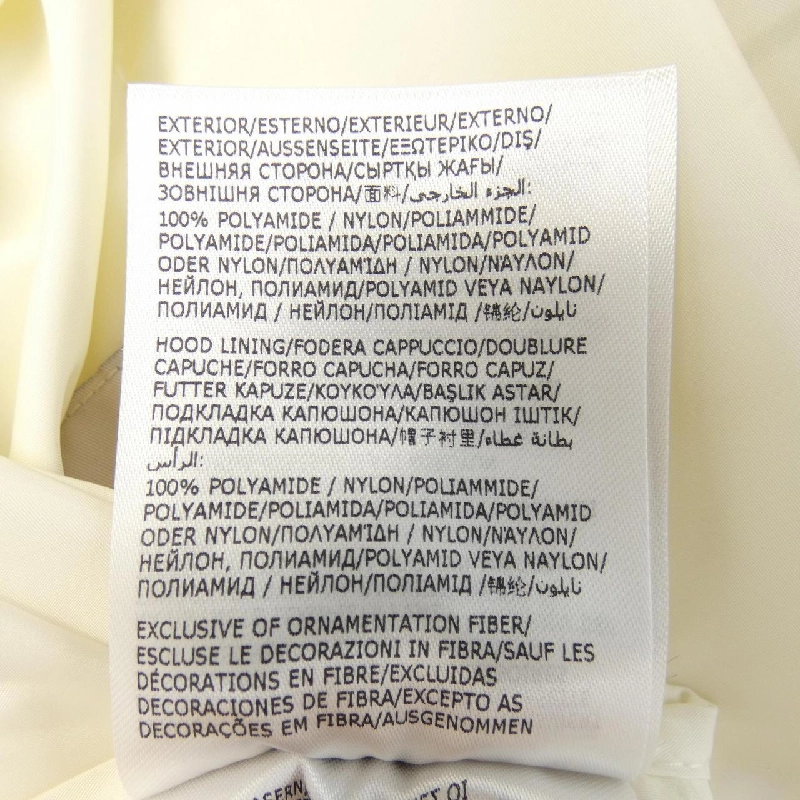 EXTERIOR/ESTERNO/EXTERIEUR/EXTERNO/
EXTERIOR/AUSSENSEITE/ΕΞΩΤΕΡΙΚΟ/DIŞ/
ВНЕШНЯЯ СТОРОНА/СЫРТҚЫ ЖАҒЫ/
ЗОВНІШНЯ СТОРОНА/面料/الجزء الخارجي:
100% POLYAMIDE / NYLON/POLIAMMIDE/
POLYAMIDE/POLIAMIDA/POLIAMIDA/POLYAMID
ODER NYLON/ΠΟΛΥΑΜΊΔΗ / NYLON/ΝΆΥΛΟΝ/
НЕЙЛОН, ПОЛИАМИД/POLYAMID VEYA NAYLON/
ПОЛИАМИД / НЕЙЛОН/ПОЛІАМІД /锦纶/نايلون
HOOD LINING/FODERA CAPPUCCIO/DOUBLURE
CAPUCHE/FORRO CAPUCHA/FORRO CAPUZ/
FUTTER KAPUZE/ΚΟΥΚΟΎΛΑ/BAŞLIK ASTAR/
ПОДКЛАДКА КАПЮШОНА/КАПЮШОН ІШТІК/
ПІДКЛАДКА КАПЮШОНА/帽子衬里/بطانة غطاء
الرأس:
100% POLYAMIDE / NYLON/POLIAMMIDE/
POLYAMIDE/POLIAMIDA/POLIAMIDA/POLYAMID
ODER NYLON/ΠΟΛΥΑΜΊΔΗ / NYLON/ΝΆΥΛΟΝ/
НЕЙЛОН, ПОЛИАМИД/POLYAMID VEYA NAYLON/
ПОЛИАМИД / НЕЙЛОН/ПОЛІАМІД /锦纶/نايلون
EXCLUSIVE OF ORNAMENTATION FIBER/
ESCLUSE LE DECORAZIONI IN FIBRA/SAUF LES
DÉCORATIONS EN FIBRE/EXCLUIDAS
DECORACIONES DE FIBRA/EXCEPTO AS
DECORAÇÕES EM FIBRA/AUSGENOMMEN